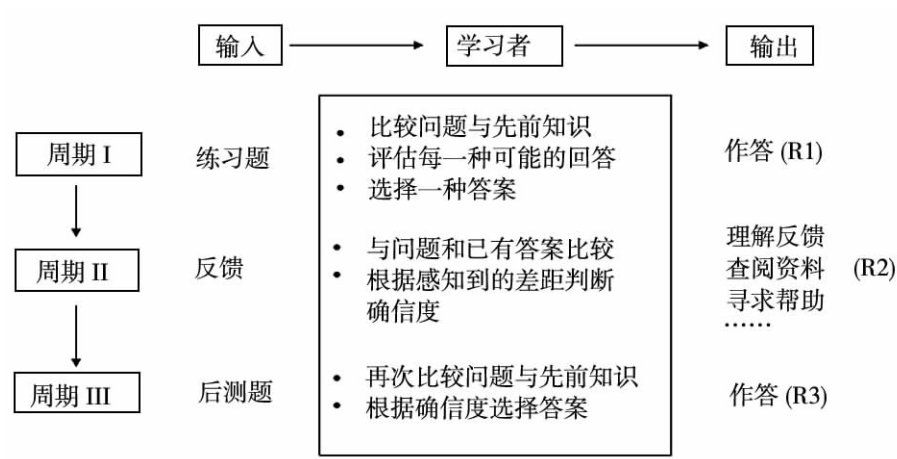 输入
学习者
输出
周期 I
练习题
• 比较问题与先前知识
• 评估每一种可能的回答
• 选择一种答案
作答 (R1)
周期 II
反馈
• 与问题和已有答案比较
• 根据感知到的差距判断
确信度
理解反馈
查阅资料
寻求帮助
……
(R2)
周期 III
后测题
• 再次比较问题与先前知识
• 根据确信度选择答案
作答 (R3)